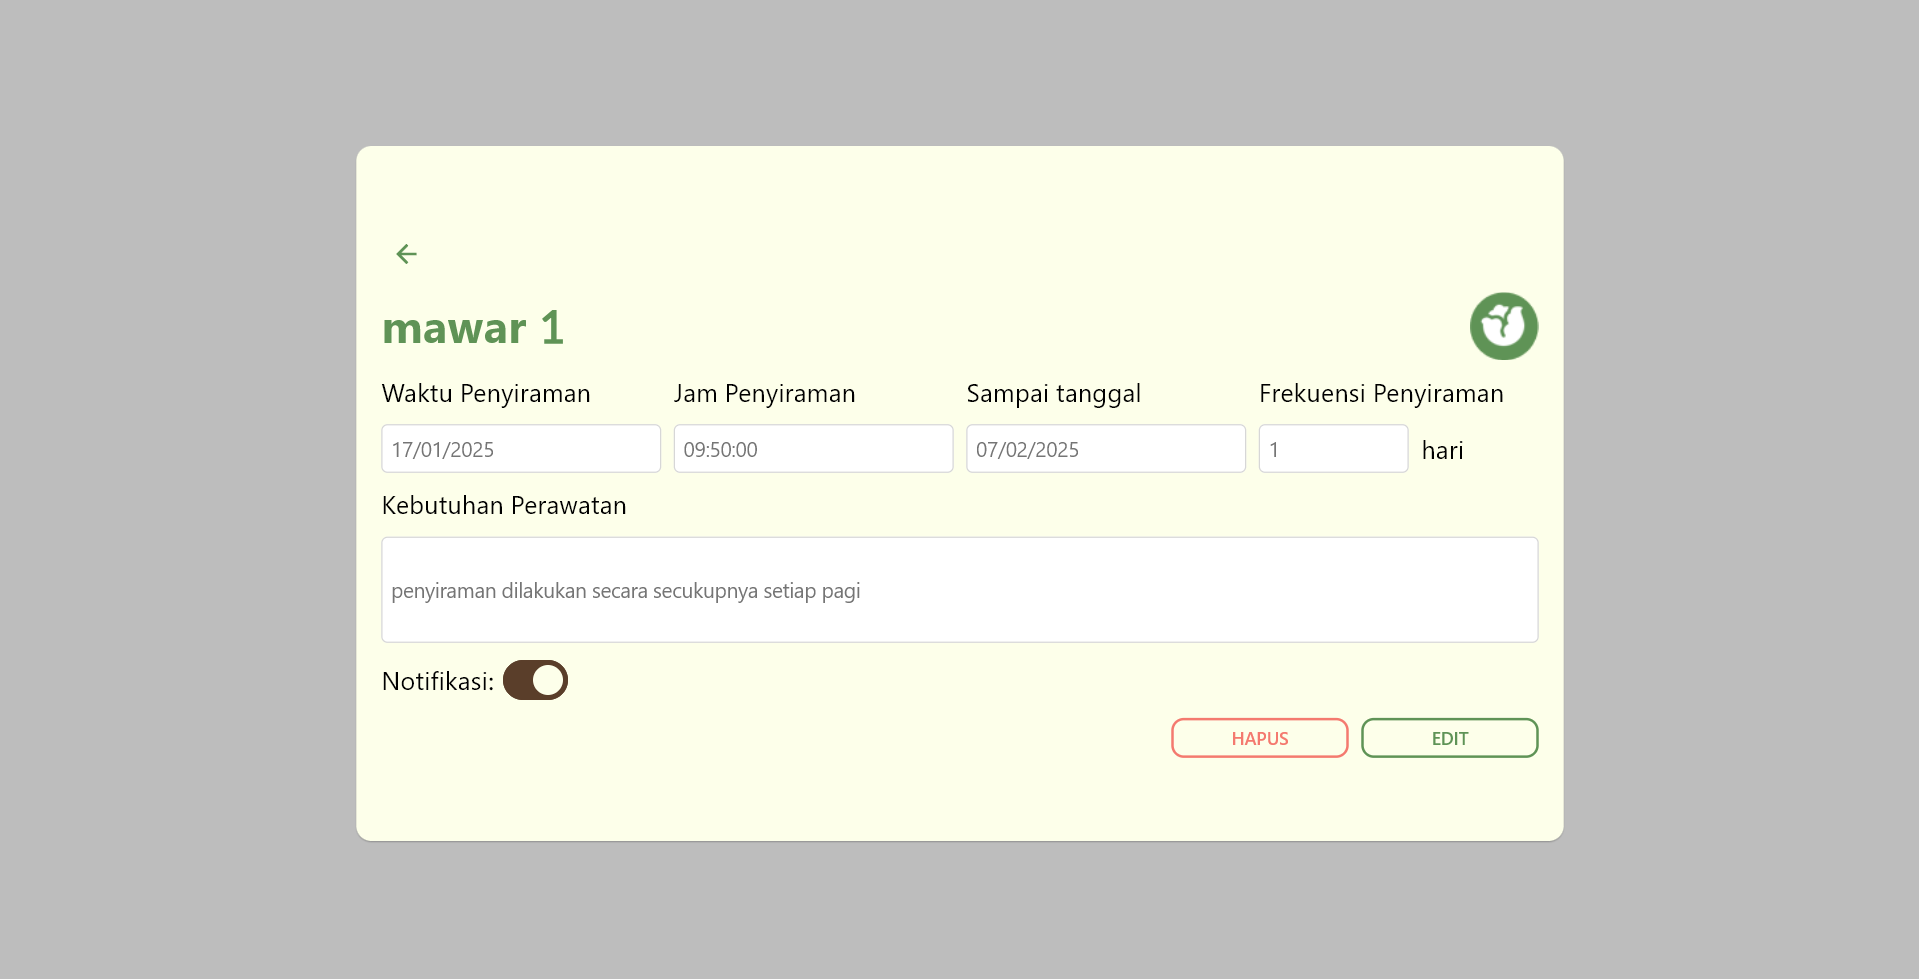 mawar 1
Waktu Penyiraman Jam Penyiraman Sampai tanggal Frekuensi Penyiraman
17/01/2025 09:50:00 07/02/2025 1 hari
Kebutuhan Perawatan
penyiraman dilakukan secara secukupnya setiap pagi
Notifikasi:
HAPUS EDIT